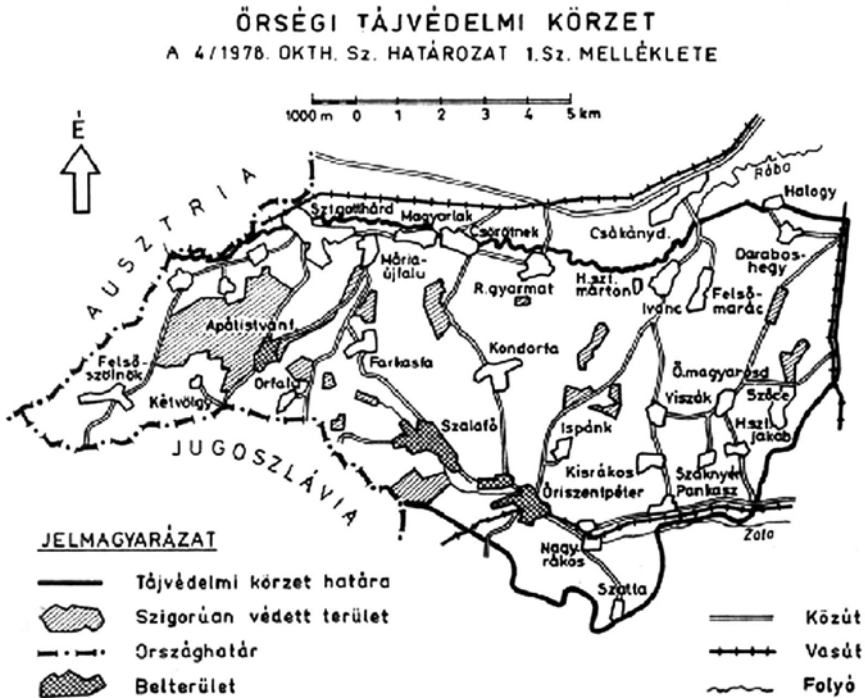 ŐRSÉGI TÁJVÉDELMI KÖRZET
A 4/1978. OKTH. Sz. HATÁROZAT 1.Sz. MELLÉKLETE
1000 m 0 1 2 3 4 5 km
É
AUSZTRIA
JUGOSZLÁVIA
Rába
Halogy
Szt.gotthárd
Magyarlak
Csörötnek
Csákányd.
Darabos-
hegy
Mária-
újfalu
R.gyarmat
H.szt.
márton
Ivánc
Felső-
marác
Apátistvánf.
Felső-
szölnök
Farkasfa
Kondorfa
Ő.magyarósd
Kétvölgy
Orfalu
Viszák
Szőce
Szalafő
Ispánk
H.szt.
jakab
Kisrákos
Szaknyér
Őriszentpéter
Pankasz
Zala
Nagy-
rákos
Szatta
JELMAGYARÁZAT
Tájvédelmi körzet határa
Szigorúan védett terület
Országhatár
Belterület
Közút
Vasút
Folyó